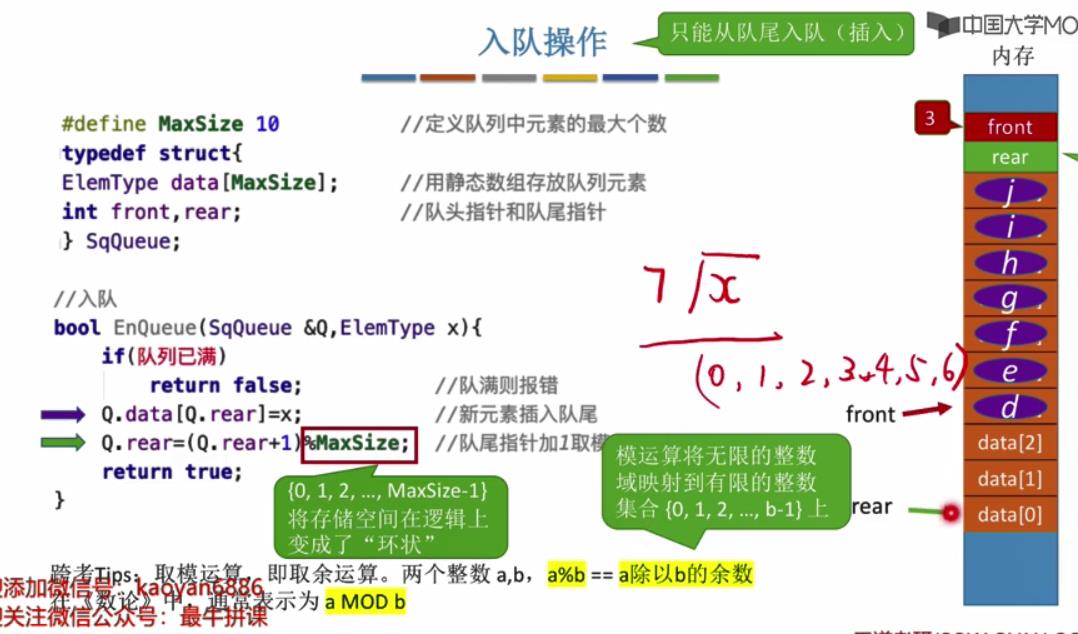 入队操作
只能从队尾入队（插入）
中国大学MO
内存
#define MaxSize 10 //定义队列中元素的最大个数
typedef struct{
ElemType data[MaxSize]; //用静态数组存放队列元素
int front,rear; //队头指针和队尾指针
} SqQueue;
//入队
bool EnQueue(SqQueue &Q,ElemType x){
if(队列已满)
return false; //队满则报错
Q.data[Q.rear]=x; //新元素插入队尾
Q.rear=(Q.rear+1)%MaxSize; //队尾指针加1取模
return true;
}
{0, 1, 2, ..., MaxSize-1}
将存储空间在逻辑上
变成了“环状”
模运算将无限的整数
域映射到有限的整数
集合 {0, 1, 2, ..., b-1} 上
7 x
(0, 1, 2, 3, 4, 5, 6)
3
front
rear
j
i
h
g
f
e
d
front
data[2]
data[1]
data[0]
rear
跨考Tips：取模运算，即取余运算。两个整数 a,b，a%b == a除以b的余数
在《数论》中，通常表示为 a MOD b
添加微信号：kaoyan6886
关注微信公众号：最牛拼课